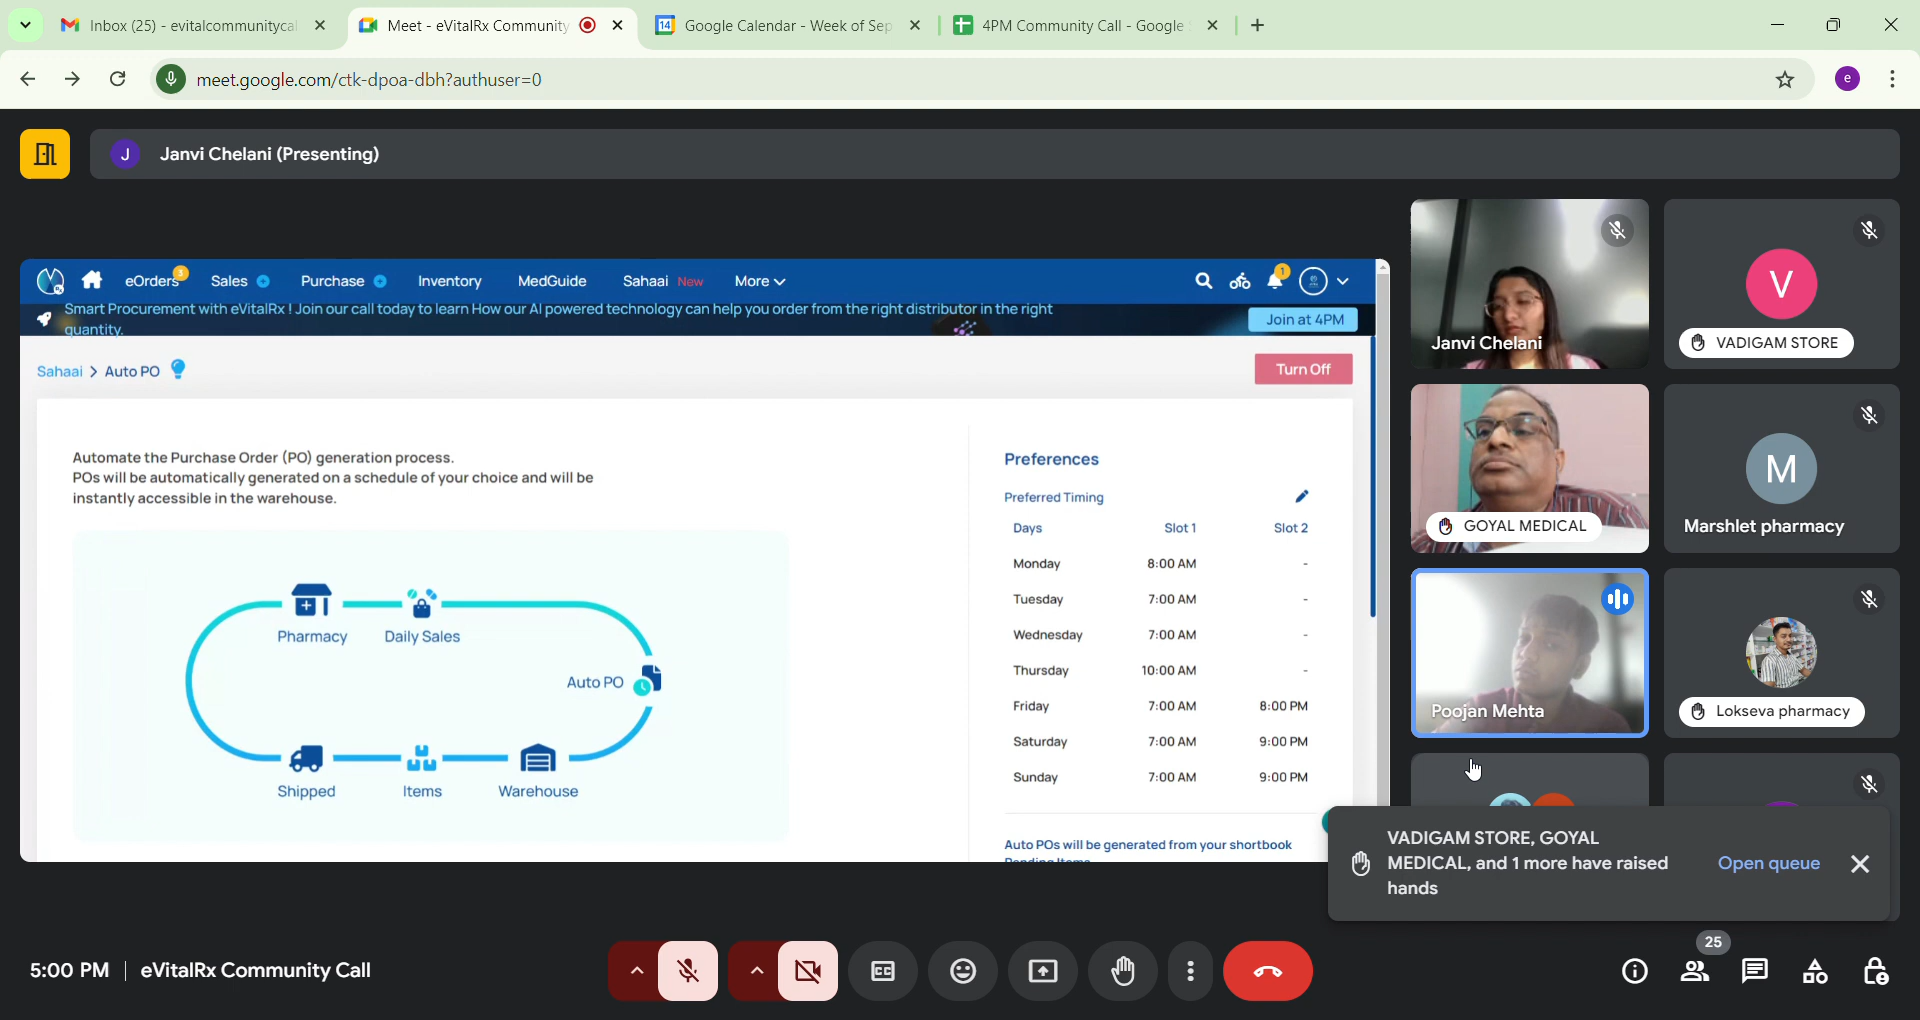 Inbox (25) - evitalcommunityca
Meet - eVitalRx Community
Google Calendar - Week of Sep
4PM Community Call - Google S
meet.google.com/ctk-dpoa-dbh?authuser=0
e
J
Janvi Chelani (Presenting)
eOrders 3
Sales
Purchase
Inventory
MedGuide
Sahaai New
More
1
Smart Procurement with eVitalRx ! Join our call today to learn How our AI powered technology can help you order from the right distributor in the right
quantity.
Join at 4PM
Sahaai > Auto PO
Turn Off
Automate the Purchase Order (PO) generation process.
POs will be automatically generated on a schedule of your choice and will be
instantly accessible in the warehouse.
Pharmacy
Daily Sales
Auto PO
Shipped
Items
Warehouse
Preferences
Preferred Timing
Days Slot 1 Slot 2
Monday 8:00 AM -
Tuesday 7:00 AM -
Wednesday 7:00 AM -
Thursday 10:00 AM -
Friday 7:00 AM 8:00 PM
Saturday 7:00 AM 9:00 PM
Sunday 7:00 AM 9:00 PM
Auto POs will be generated from your shortbook
Pending Items
Janvi Chelani
V
VADIGAM STORE
GOYAL MEDICAL
M
Marshlet pharmacy
Poojan Mehta
Lokseva pharmacy
VADIGAM STORE, GOYAL
MEDICAL, and 1 more have raised
hands
Open queue
5:00 PM | eVitalRx Community Call
25